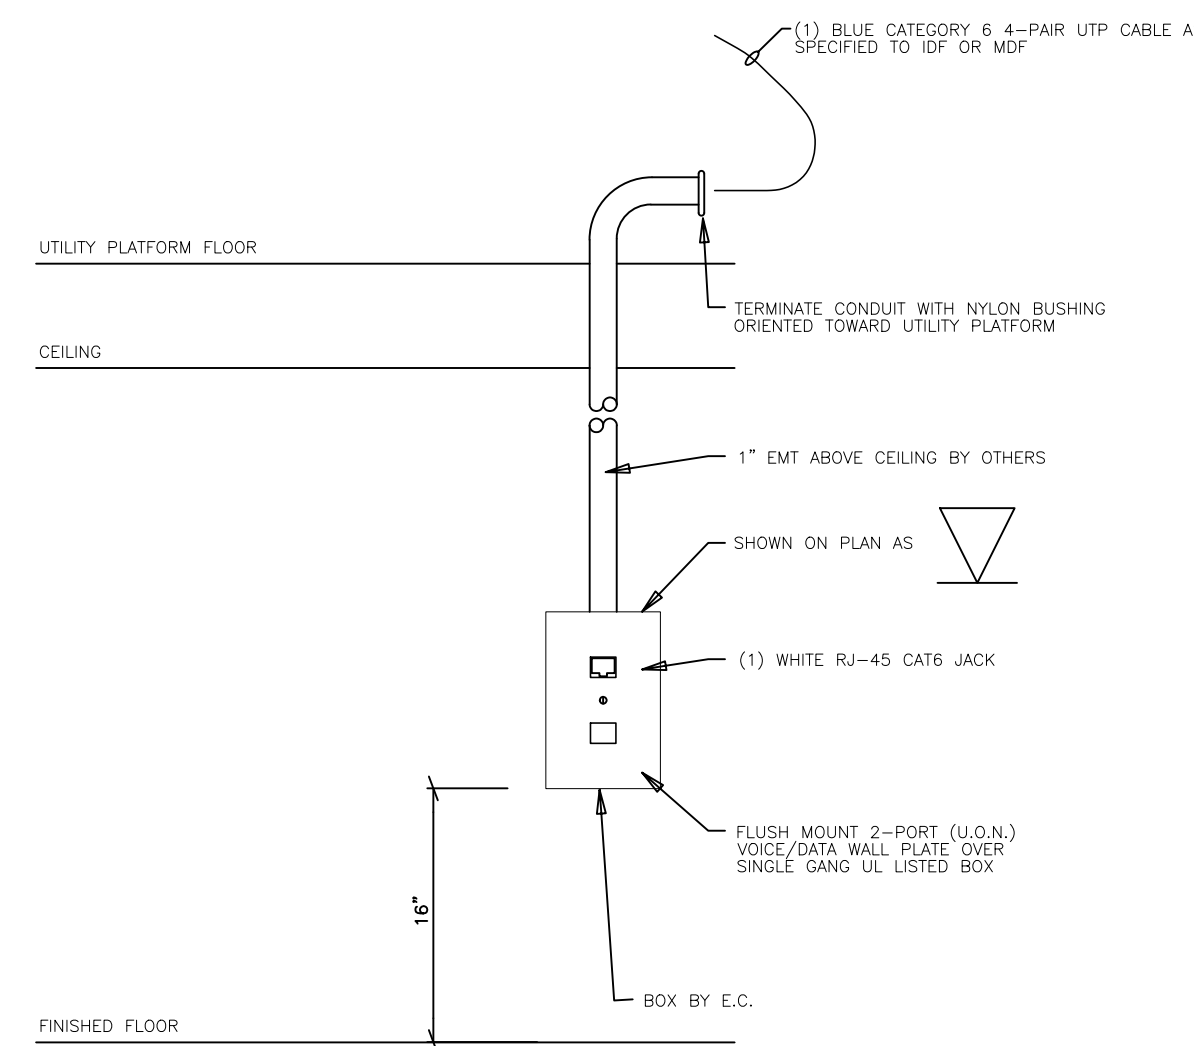 (1) BLUE CATEGORY 6 4-PAIR UTP CABLE A
SPECIFIED TO IDF OR MDF
UTILITY PLATFORM FLOOR
TERMINATE CONDUIT WITH NYLON BUSHING
ORIENTED TOWARD UTILITY PLATFORM
CEILING
1" EMT ABOVE CEILING BY OTHERS
SHOWN ON PLAN AS
(1) WHITE RJ-45 CAT6 JACK
FLUSH MOUNT 2-PORT (U.O.N.)
VOICE/DATA WALL PLATE OVER
SINGLE GANG UL LISTED BOX
16"
BOX BY E.C.
FINISHED FLOOR